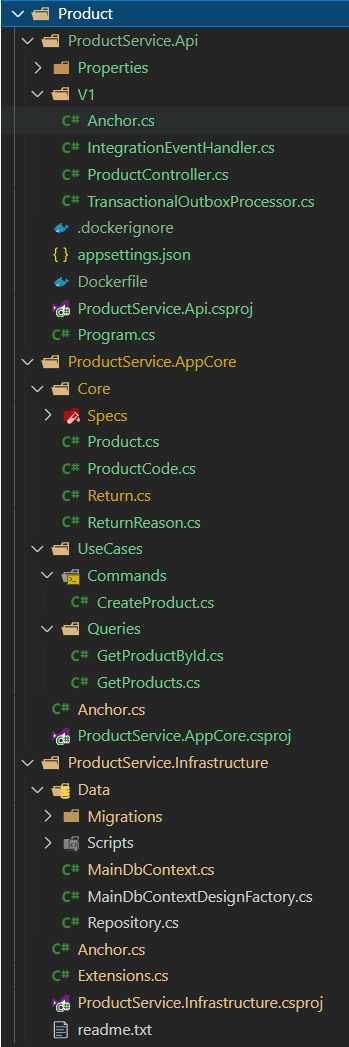 Product
ProductService.Api
Properties
V1
C# Anchor.cs
C# IntegrationEventHandler.cs
C# ProductController.cs
C# TransactionalOutboxProcessor.cs
.dockerignore
{ } appsettings.json
Dockerfile
ProductService.Api.csproj
C# Program.cs
ProductService.AppCore
Core
Specs
C# Product.cs
C# ProductCode.cs
C# Return.cs
C# ReturnReason.cs
UseCases
Commands
C# CreateProduct.cs
Queries
C# GetProductById.cs
C# GetProducts.cs
C# Anchor.cs
ProductService.AppCore.csproj
ProductService.Infrastructure
Data
Migrations
Scripts
C# MainDbContext.cs
C# MainDbContextDesignFactory.cs
C# Repository.cs
C# Anchor.cs
C# Extensions.cs
ProductService.Infrastructure.csproj
readme.txt